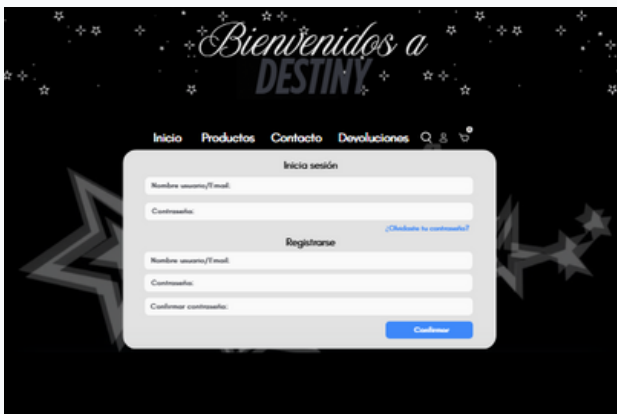 Bienvenidos a
DESTINY
Inicio Productos Contacto Devoluciones 0
Inicia sesión
Nombre usuario/Email:
Contraseña:
¿Olvidaste tu contraseña?
Registrarse
Nombre usuario/Email:
Contraseña:
Confirmar contraseña:
Confirmar